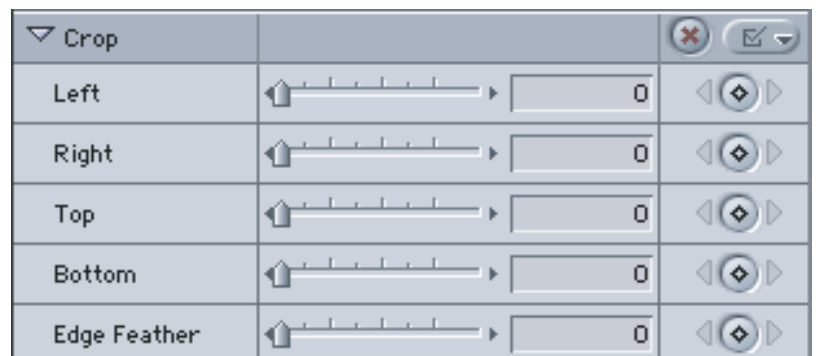 Crop
Left 0
Right 0
Top 0
Bottom 0
Edge Feather 0